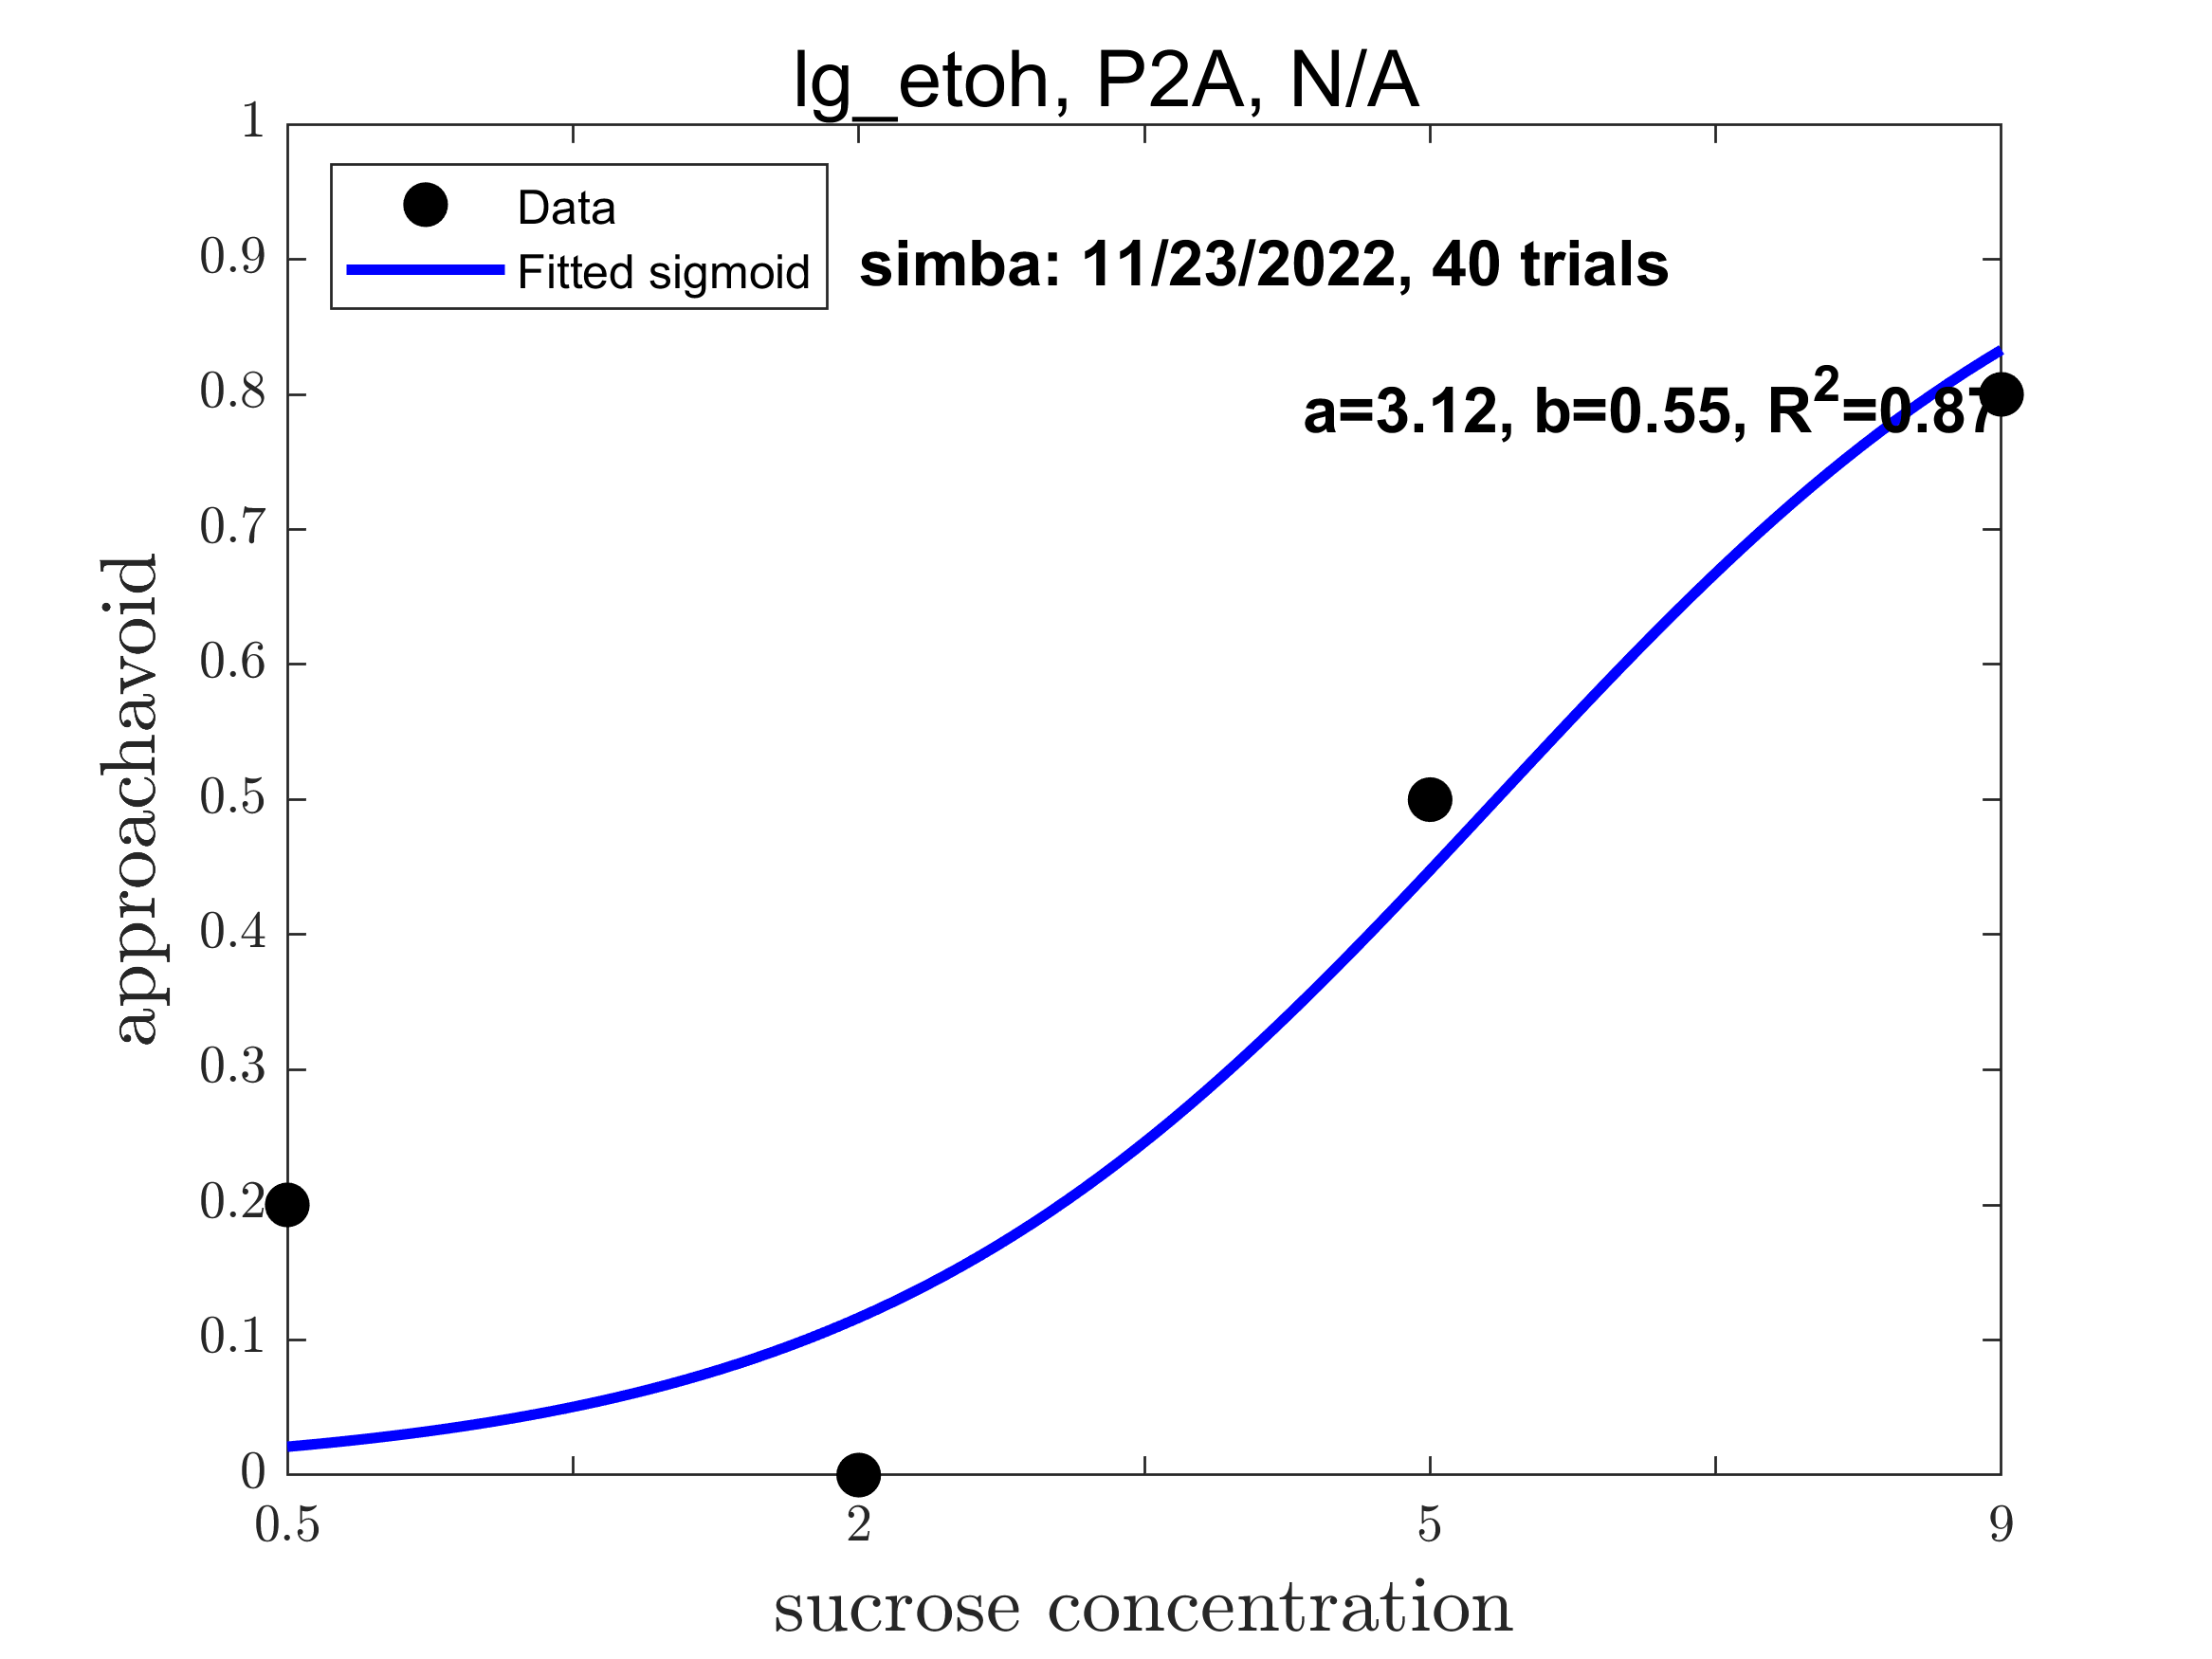 lg_etoh, P2A, N/A
1
Data
Fitted sigmoid
simba: 11/23/2022, 40 trials
0.9
0.8
a=3.12, b=0.55, R²=0.87
0.7
0.6
0.5
0.4
0.3
0.2
0.1
0
approachavoid
0.5 2 5 9
sucrose concentration